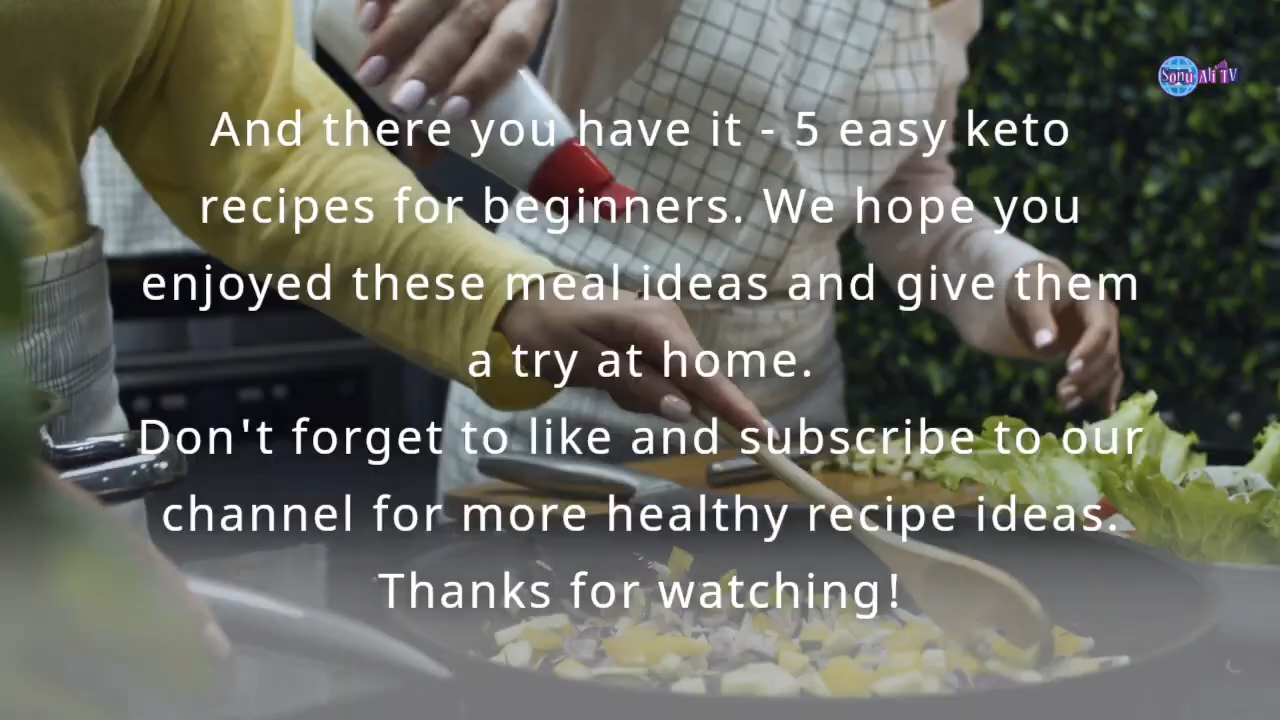 Sonu Ali TV
And there you have it - 5 easy keto
recipes for beginners. We hope you
enjoyed these meal ideas and give them
a try at home.
Don't forget to like and subscribe to our
channel for more healthy recipe ideas.
Thanks for watching!